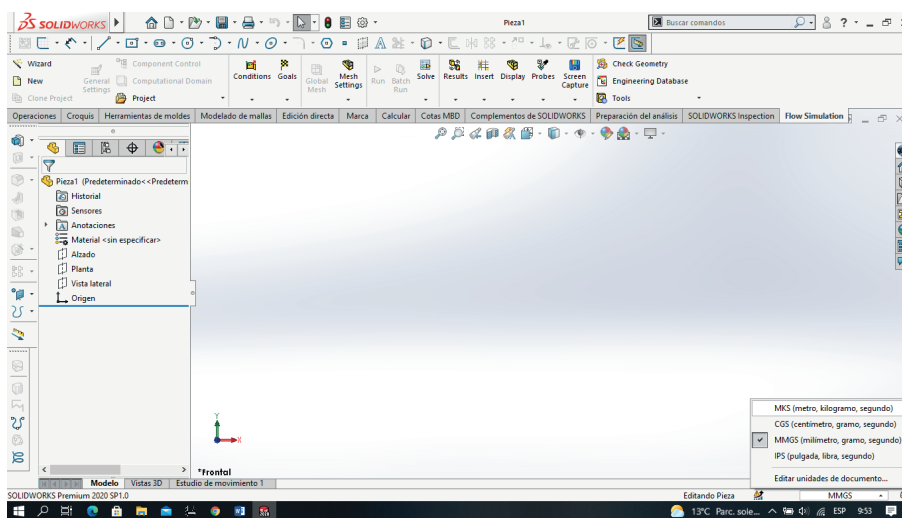 SOLIDWORKS
Pieza1
Buscar comandos
Wizard
New
Clone Project
General Settings
Component Control
Computational Domain
Project
Conditions
Goals
Global Mesh
Mesh Settings
Run
Batch Run
Solve
Results
Insert
Display
Probes
Screen Capture
Check Geometry
Engineering Database
Tools
Operaciones Croquis Herramientas de moldes Modelado de mallas Edición directa Marca Calcular Cotas MBD Complementos de SOLIDWORKS Preparación del análisis SOLIDWORKS Inspection Flow Simulation
Pieza1 (Predeterminado<<Predeterm
Historial
Sensores
Anotaciones
Material <sin especificar>
Alzado
Planta
Vista lateral
Origen
Y
X
*Frontal
MKS (metro, kilogramo, segundo)
CGS (centímetro, gramo, segundo)
MMGS (milímetro, gramo, segundo)
IPS (pulgada, libra, segundo)
Editar unidades de documento...
Modelo Vistas 3D Estudio de movimiento 1
SOLIDWORKS Premium 2020 SP1.0
Editando Pieza
MMGS
13°C Parc. sole...
ESP
9:53